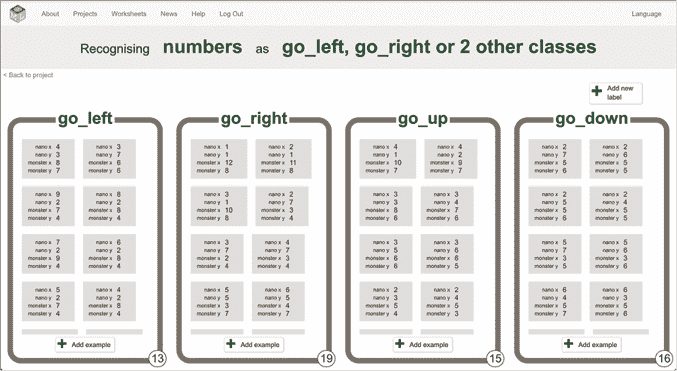 About Projects Worksheets News Help Log Out Language
Recognising numbers as go_left, go_right or 2 other classes
< Back to project
Add new label
go_left
nano x 4
nano y 3
monster x 8
monster y 7
nano x 3
nano y 7
monster x 6
monster y 6
nano x 9
nano y 2
monster x 7
monster y 4
nano x 8
nano y 2
monster x 8
monster y 4
nano x 7
nano y 2
monster x 9
monster y 4
nano x 6
nano y 2
monster x 8
monster y 4
nano x 5
nano y 2
monster x 7
monster y 4
nano x 4
nano y 2
monster x 8
monster y 4
Add example
13
go_right
nano x 1
nano y 1
monster x 12
monster y 8
nano x 2
nano y 1
monster x 11
monster y 8
nano x 3
nano y 1
monster x 10
monster y 8
nano x 2
nano y 7
monster x 3
monster y 4
nano x 3
nano y 7
monster x 2
monster y 7
nano x 4
nano y 7
monster x 3
monster y 7
nano x 5
nano y 5
monster x 3
monster y 7
nano x 6
nano y 5
monster x 4
monster y 7
Add example
19
go_up
nano x 4
nano y 1
monster x 10
monster y 7
nano x 4
nano y 2
monster x 9
monster y 7
nano x 3
nano y 3
monster x 8
monster y 6
nano x 3
nano y 4
monster x 7
monster y 6
nano x 3
nano y 5
monster x 6
monster y 6
nano x 3
nano y 6
monster x 6
monster y 5
nano x 2
nano y 3
monster x 5
monster y 4
nano x 2
nano y 4
monster x 5
monster y 3
Add example
15
go_down
nano x 2
nano y 7
monster x 5
monster y 6
nano x 2
nano y 6
monster x 5
monster y 5
nano x 2
nano y 5
monster x 5
monster y 4
nano x 2
nano y 4
monster x 5
monster y 5
nano x 5
nano y 7
monster x 5
monster y 3
nano x 5
nano y 6
monster x 5
monster y 3
nano x 6
nano y 4
monster x 5
monster y 7
nano x 6
nano y 3
monster x 5
monster y 6
Add example
16